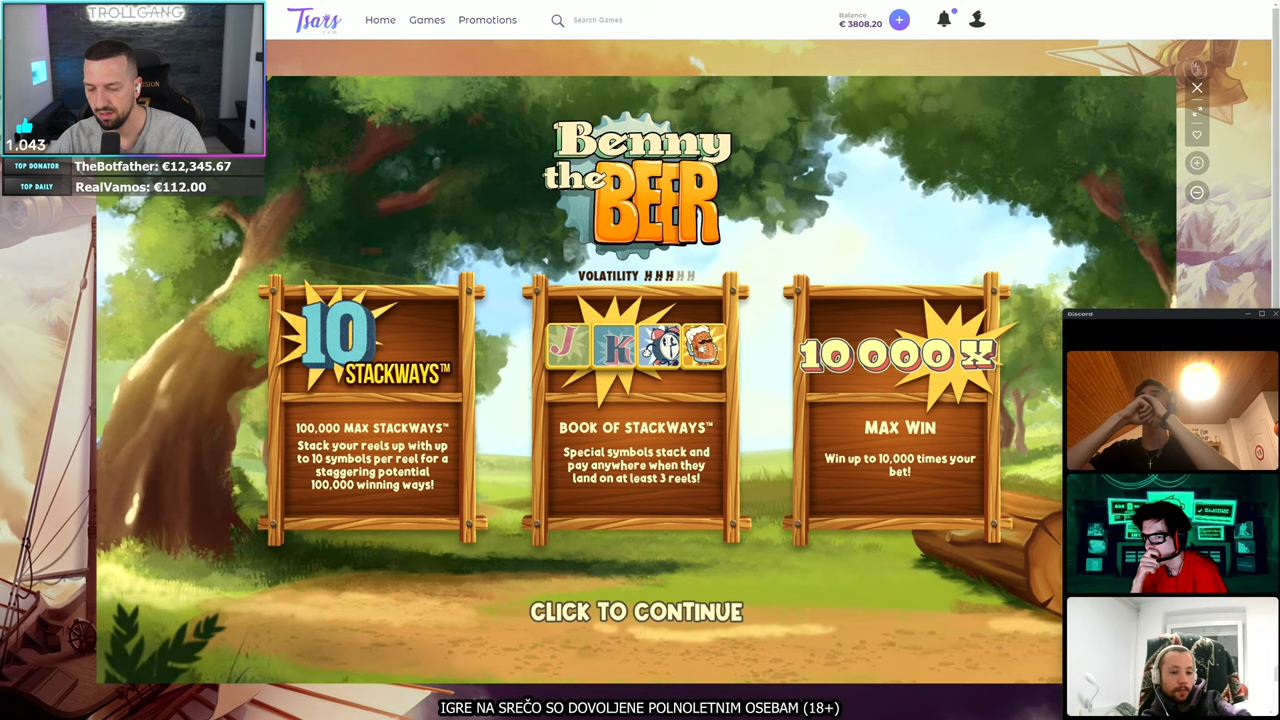 TROLLGANG
1,043
TOP DONATOR TheBotfather: €12,345.67
TOP DAILY RealVamos: €112.00
Tsars
.com
Home Games Promotions Search Games
Balance
€ 3808.20
Benny
the BEER
VOLATILITY
10
STACKWAYS™
100,000 MAX STACKWAYS™
Stack your reels up with up
to 10 symbols per reel for a
staggering potential
100,000 winning ways!
J K
BOOK OF STACKWAYS™
Special symbols stack and
pay anywhere when they
land on at least 3 reels!
10 000 X
MAX WIN
Win up to 10,000 times your
bet!
CLICK TO CONTINUE
Discord
IGRE NA SREČO SO DOVOLJENE POLNOLETNIM OSEBAM (18+)